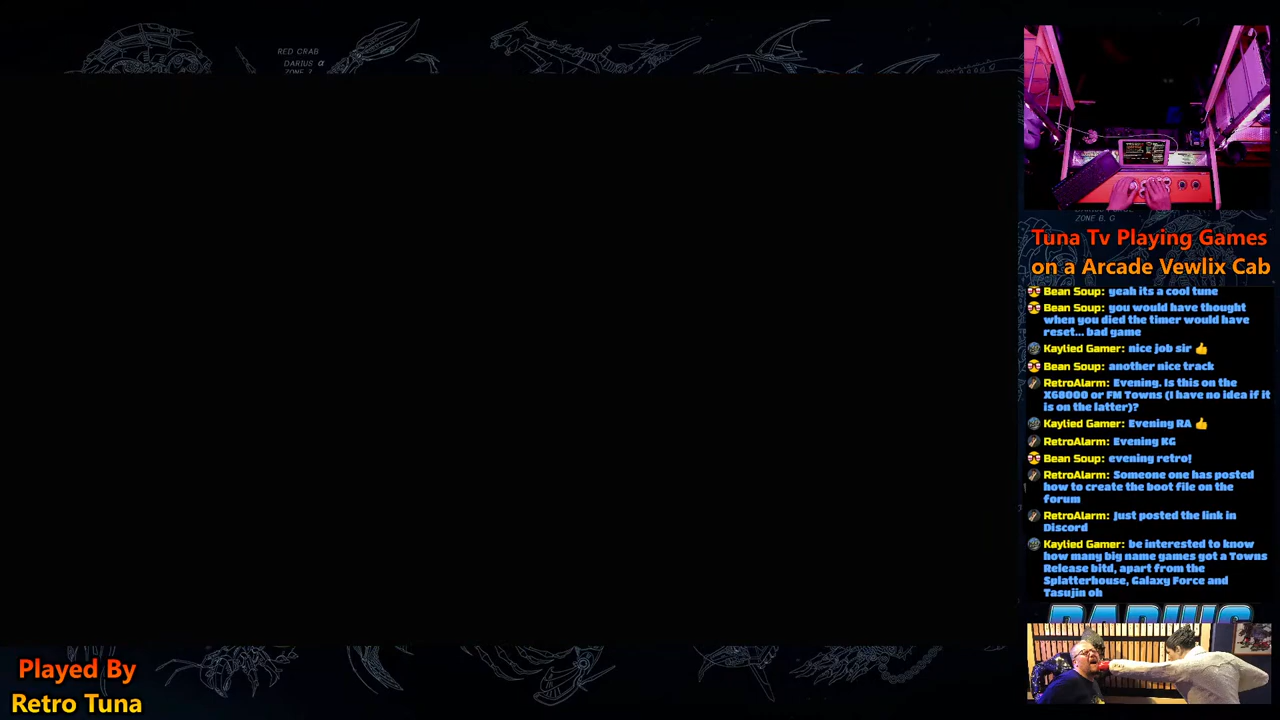 RED CRAB
DARIUS α
ZONE Z
ZONE B. C
Tuna Tv Playing Games
on a Arcade Vewlix Cab
Bean Soup: yeah its a cool tune
Bean Soup: you would have thought
when you died the timer would have
reset... bad game
Kaylied Gamer: nice job sir 👍
Bean Soup: another nice track
RetroAlarm: Evening. Is this on the
X68000 or FM Towns (I have no idea if it
is on the latter)?
Kaylied Gamer: Evening RA 👍
RetroAlarm: Evening KG
Bean Soup: evening retro!
RetroAlarm: Someone one has posted
how to create the boot file on the
forum
RetroAlarm: Just posted the link in
Discord
Kaylied Gamer: be interested to know
how many big name games got a Towns
Release bitd, apart from the
Splatterhouse, Galaxy Force and
Tasujin oh
DARIUS
Played By
Retro Tuna